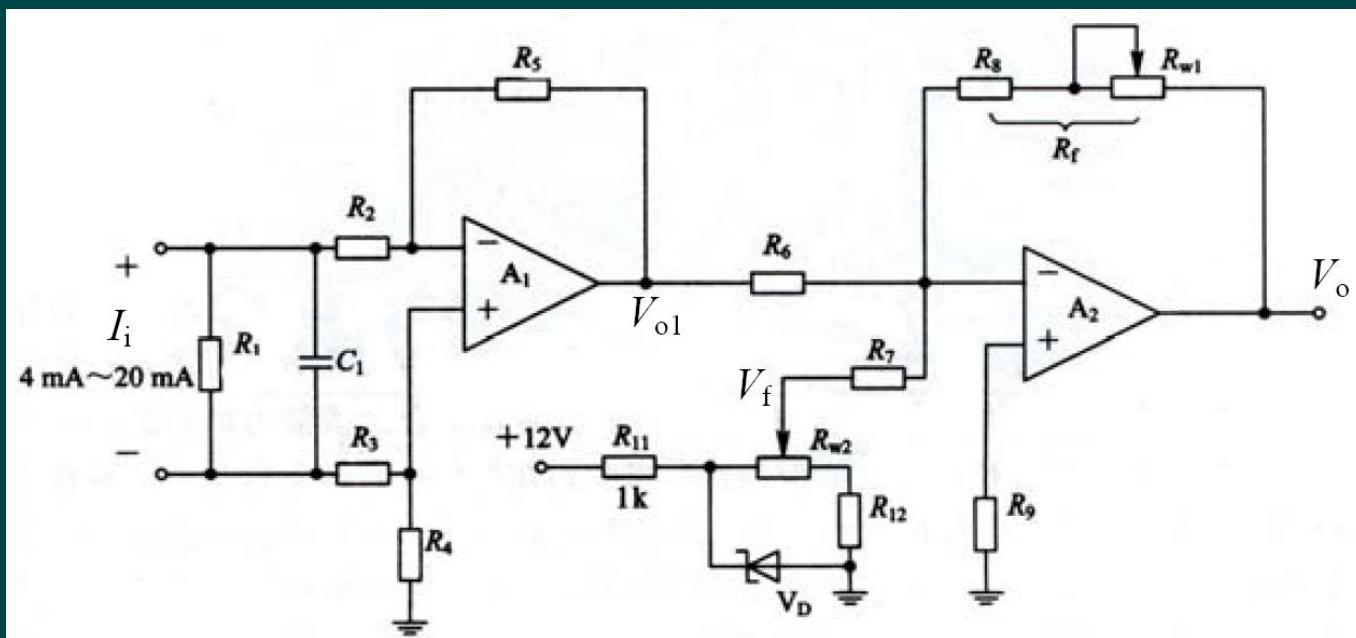 R5
R8
Rw1
Rf
R2
A1
R6
A2
Vo
+
Ii
R1
4 mA～20 mA
C1
Vo1
R7
Vf
R3
+12V
R11
1k
Rw2
R12
R9
−
R4
VD